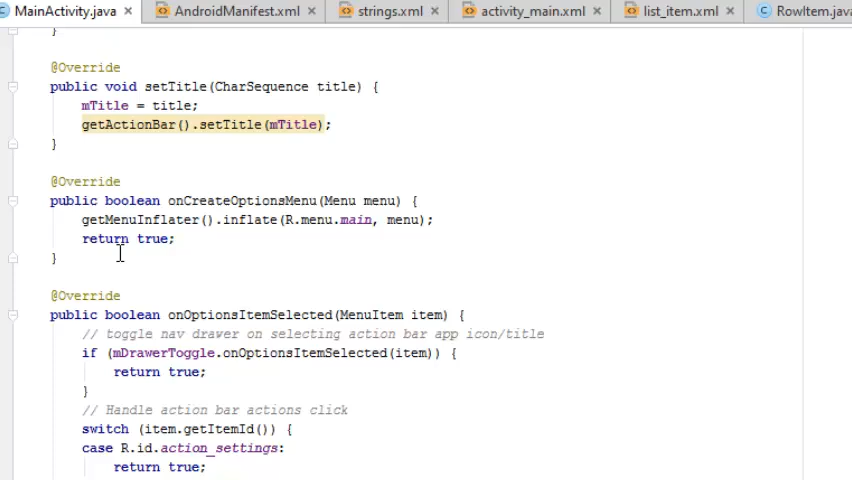 MainActivity.java × AndroidManifest.xml × strings.xml × activity_main.xml × list_item.xml × RowItem.java
}
@Override
public void setTitle(CharSequence title) {
mTitle = title;
getActionBar().setTitle(mTitle);
}
@Override
public boolean onCreateOptionsMenu(Menu menu) {
getMenuInflater().inflate(R.menu.main, menu);
return true;
}
@Override
public boolean onOptionsItemSelected(MenuItem item) {
// toggle nav drawer on selecting action bar app icon/title
if (mDrawerToggle.onOptionsItemSelected(item)) {
return true;
}
// Handle action bar actions click
switch (item.getItemId()) {
case R.id.action_settings:
return true;